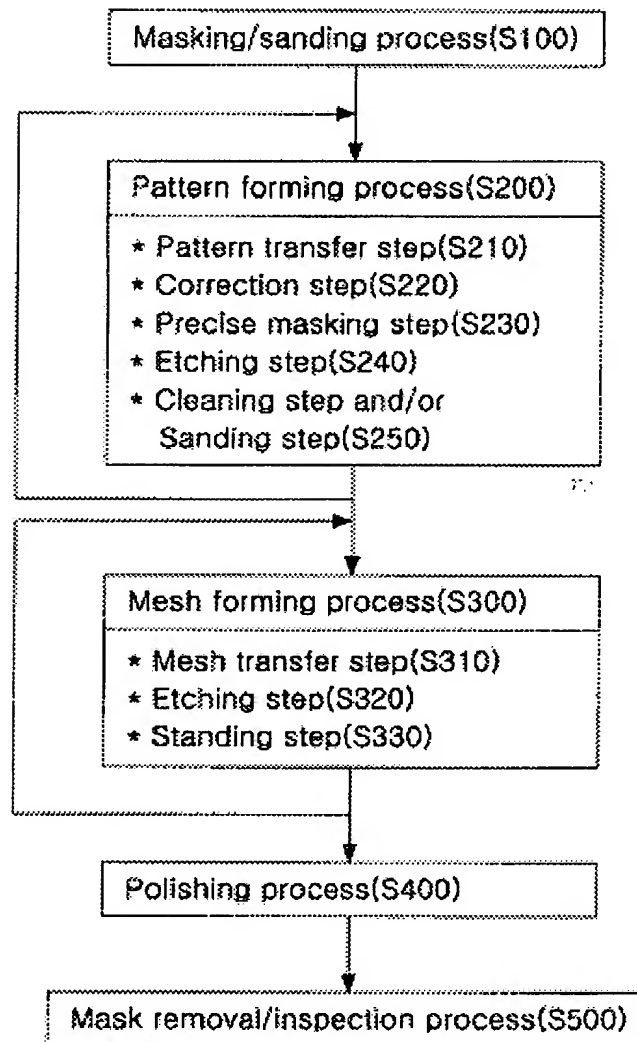 Masking/sanding process(S100)
Pattern forming process(S200)
* Pattern transfer step(S210)
* Correction step(S220)
* Precise masking step(S230)
* Etching step(S240)
* Cleaning step and/or
Sanding step(S250)
Mesh forming process(S300)
* Mesh transfer step(S310)
* Etching step(S320)
* Standing step(S330)
Polishing process(S400)
Mask removal/inspection process(S500)